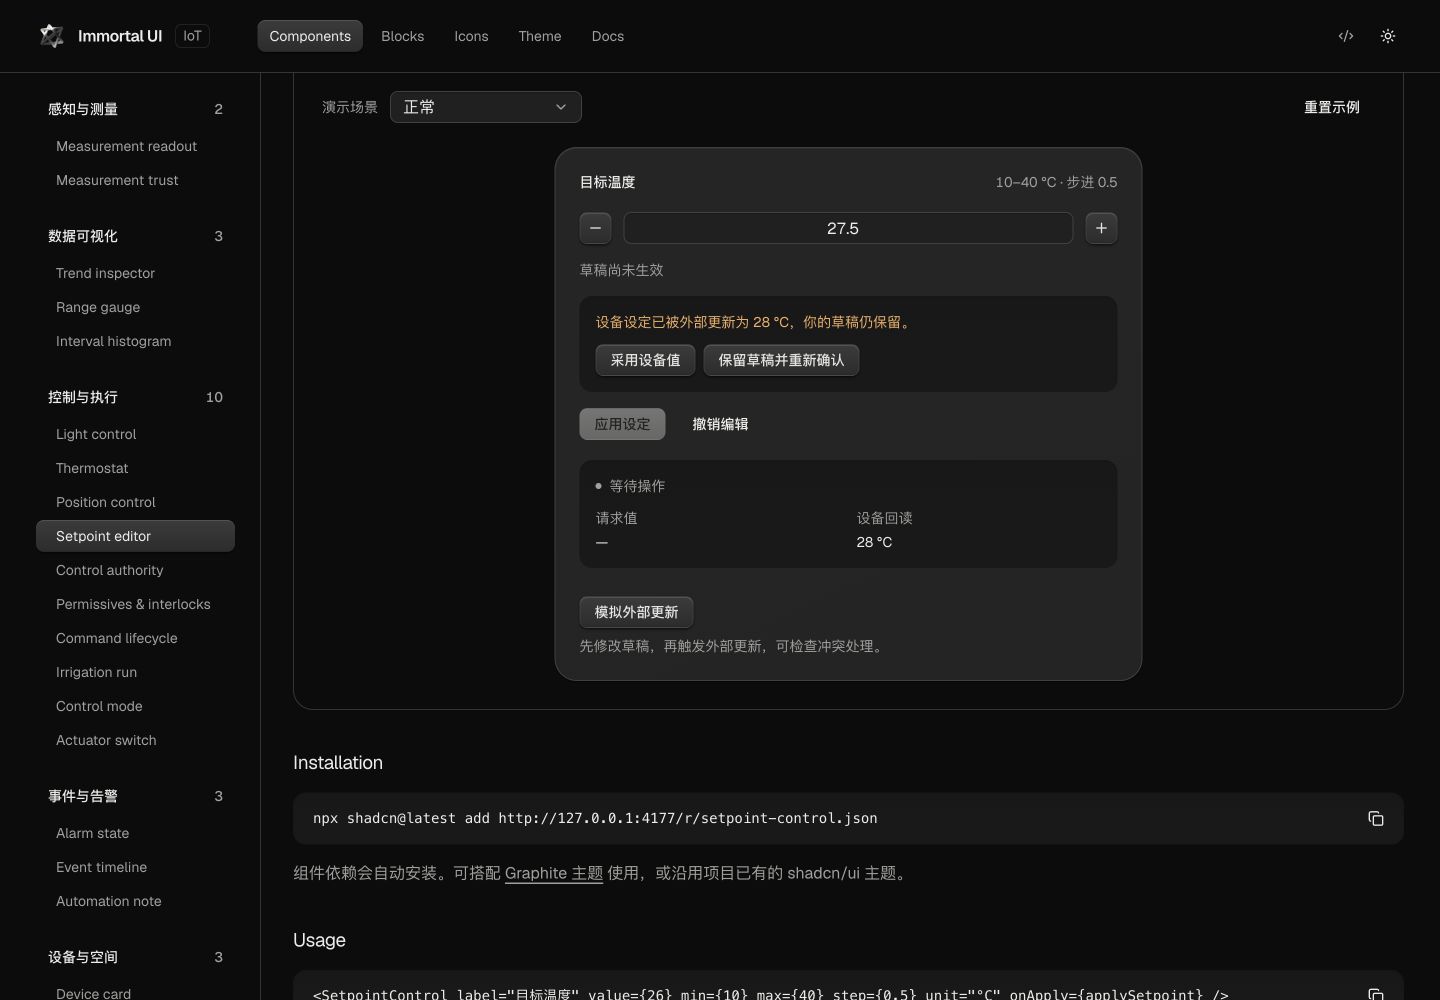 Immortal UI
IoT
Components
Blocks
Icons
Theme
Docs
感知与测量 2
Measurement readout
Measurement trust
数据可视化 3
Trend inspector
Range gauge
Interval histogram
控制与执行 10
Light control
Thermostat
Position control
Setpoint editor
Control authority
Permissives & interlocks
Command lifecycle
Irrigation run
Control mode
Actuator switch
事件与告警 3
Alarm state
Event timeline
Automation note
设备与空间 3
Device card
演示场景 正常
重置示例
目标温度
10–40 °C · 步进 0.5
27.5
草稿尚未生效
设备设定已被外部更新为 28 °C，你的草稿仍保留。
采用设备值
保留草稿并重新确认
应用设定
撤销编辑
等待操作
请求值
—
设备回读
28 °C
模拟外部更新
先修改草稿，再触发外部更新，可检查冲突处理。
Installation
npx shadcn@latest add http://127.0.0.1:4177/r/setpoint-control.json
组件依赖会自动安装。可搭配 Graphite 主题 使用，或沿用项目已有的 shadcn/ui 主题。
Usage
<SetpointControl label="目标温度" value={26} min={10} max={40} step={0.5} unit="°C" onApply={applySetpoint} />